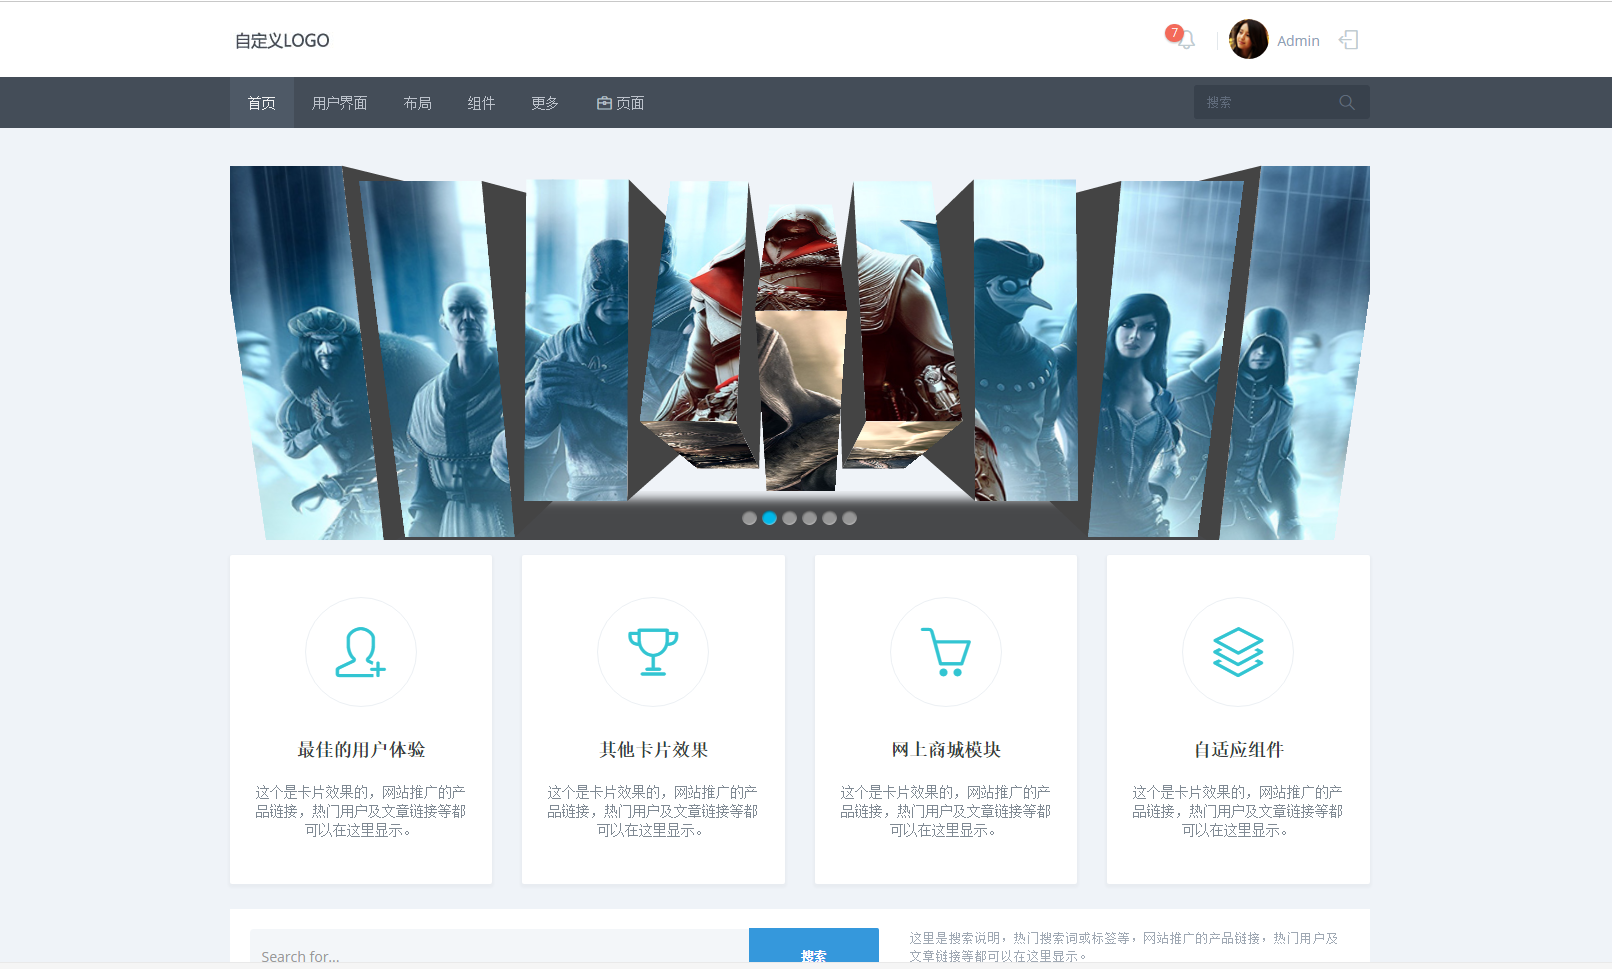 自定义LOGO
7
Admin
首页 用户界面 布局 组件 更多 页面
搜索
最佳的用户体验
这个是卡片效果的，网站推广的产
品链接，热门用户及文章链接等都
可以在这里显示。
其他卡片效果
这个是卡片效果的，网站推广的产
品链接，热门用户及文章链接等都
可以在这里显示。
网上商城模块
这个是卡片效果的，网站推广的产
品链接，热门用户及文章链接等都
可以在这里显示。
自适应组件
这个是卡片效果的，网站推广的产
品链接，热门用户及文章链接等都
可以在这里显示。
Search for...
搜索
这里是搜索说明，热门搜索词或标签等，网站推广的产品链接，热门用户及
文章链接等都可以在这里显示。